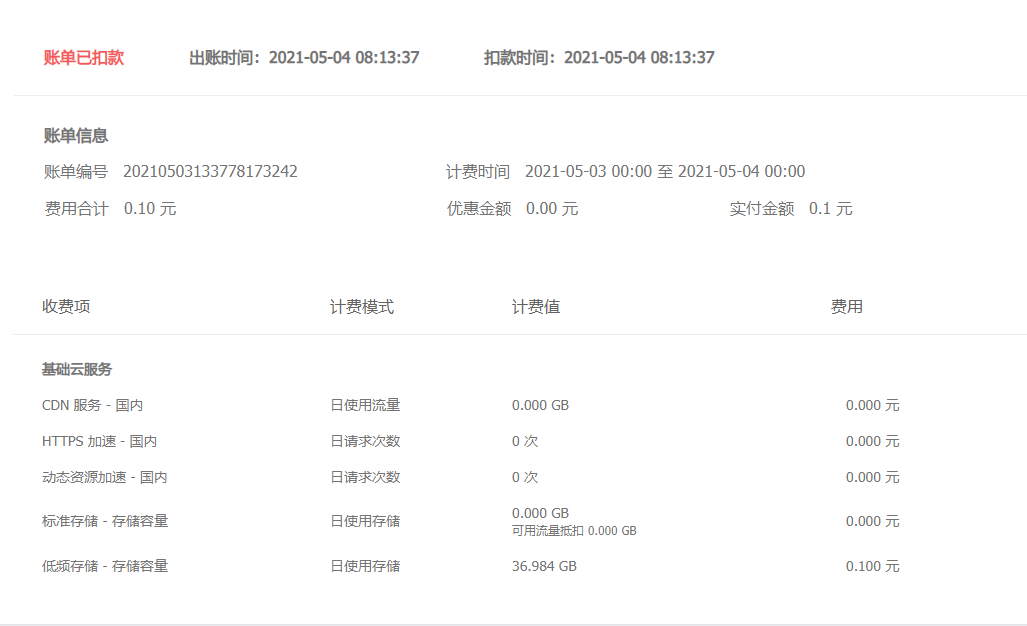 账单已扣款 出账时间：2021-05-04 08:13:37 扣款时间：2021-05-04 08:13:37
账单信息
账单编号 20210503133778173242 计费时间 2021-05-03 00:00 至 2021-05-04 00:00
费用合计 0.10 元 优惠金额 0.00 元 实付金额 0.1 元
收费项 计费模式 计费值 费用
基础云服务
CDN 服务 - 国内 日使用流量 0.000 GB 0.000 元
HTTPS 加速 - 国内 日请求次数 0 次 0.000 元
动态资源加速 - 国内 日请求次数 0 次 0.000 元
标准存储 - 存储容量 日使用存储 0.000 GB 0.000 元
可用流量抵扣 0.000 GB
低频存储 - 存储容量 日使用存储 36.984 GB 0.100 元